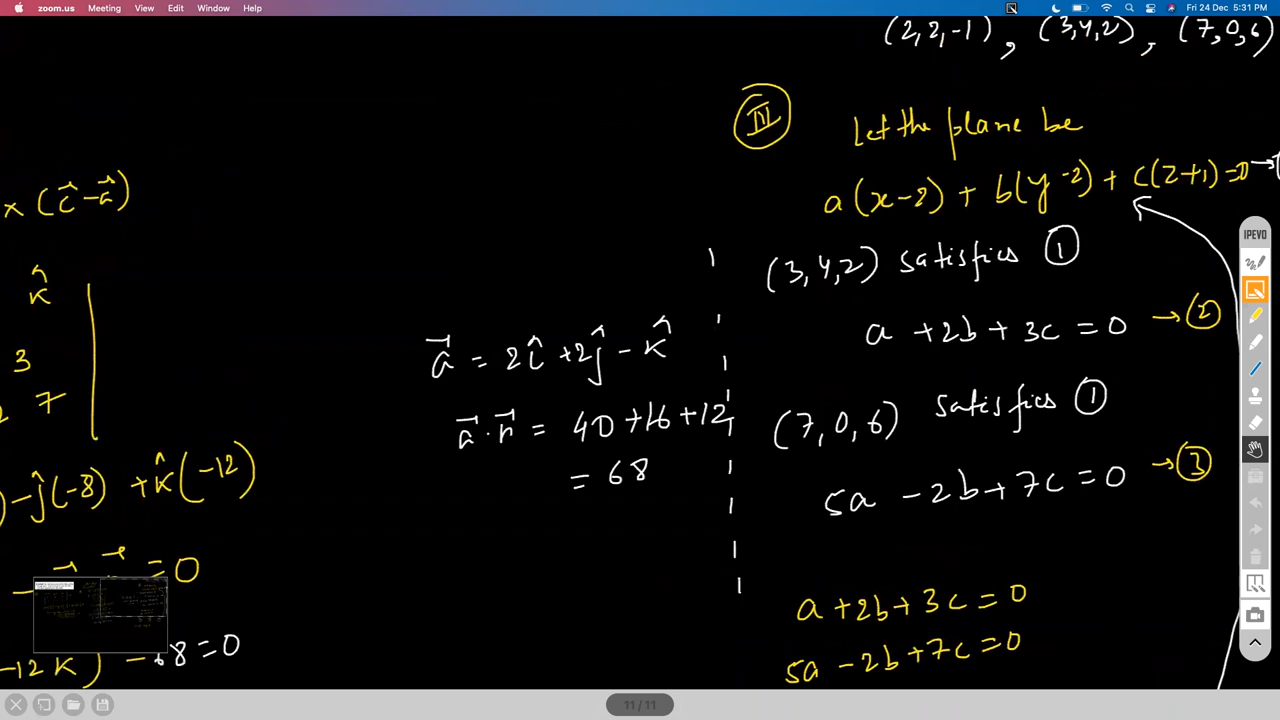 zoom.us Meeting View Edit Window Help Fri 24 Dec 5:31 PM
(2,2,-1), (3,4,2), (7,0,6)
III
Let the plane be
a(x-2) + b(y-2) + c(z+1)=0 →
(3,4,2) satisfies ①
a + 2b + 3c = 0 → ②
(7,0,6) satisfies ①
5a - 2b + 7c = 0 → ③
a + 2b + 3c = 0
5a - 2b + 7c = 0
a⃗ = 2î + 2ĵ - k̂
a⃗ · n⃗ = 40 + 16 + 12
= 68
× (c⃗ - a⃗)
k̂
3
7
) - ĵ(-8) + k̂(-12)
= 0
-12k) - 68 = 0
IPEVO
11/11